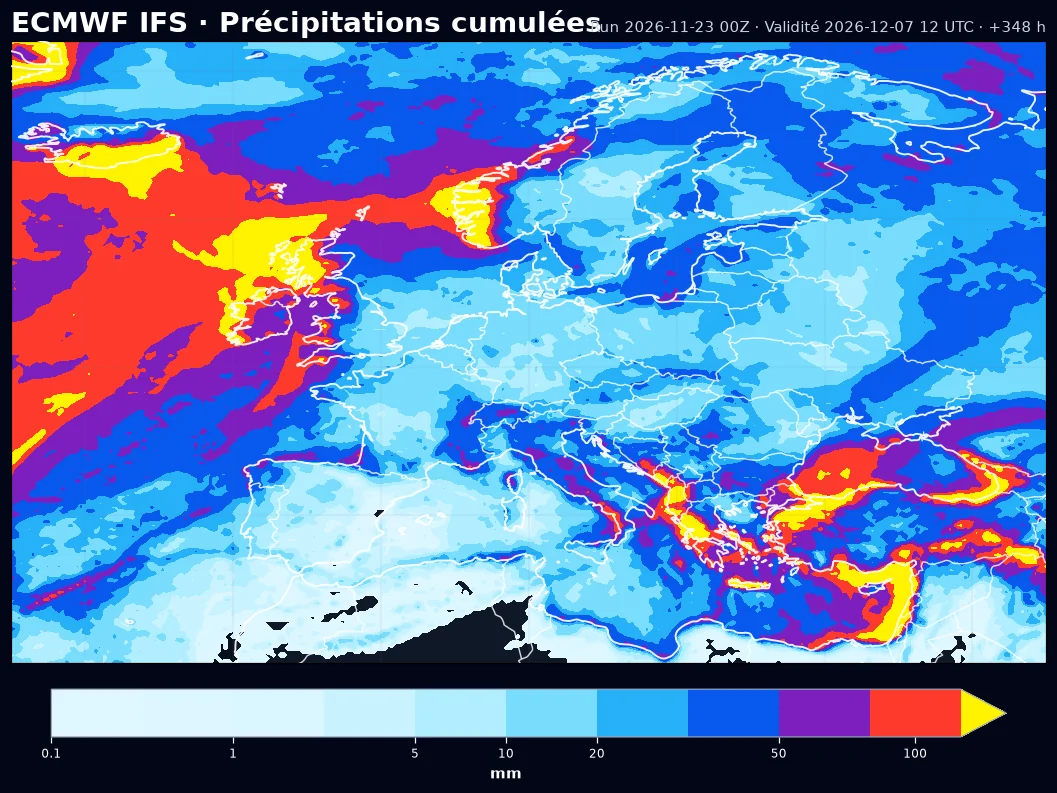 ECMWF IFS · Précipitations cumulées
Run 2026-11-23 00Z · Validité 2026-12-07 12 UTC · +348 h
0.1 1 5 10 20 50 100
mm